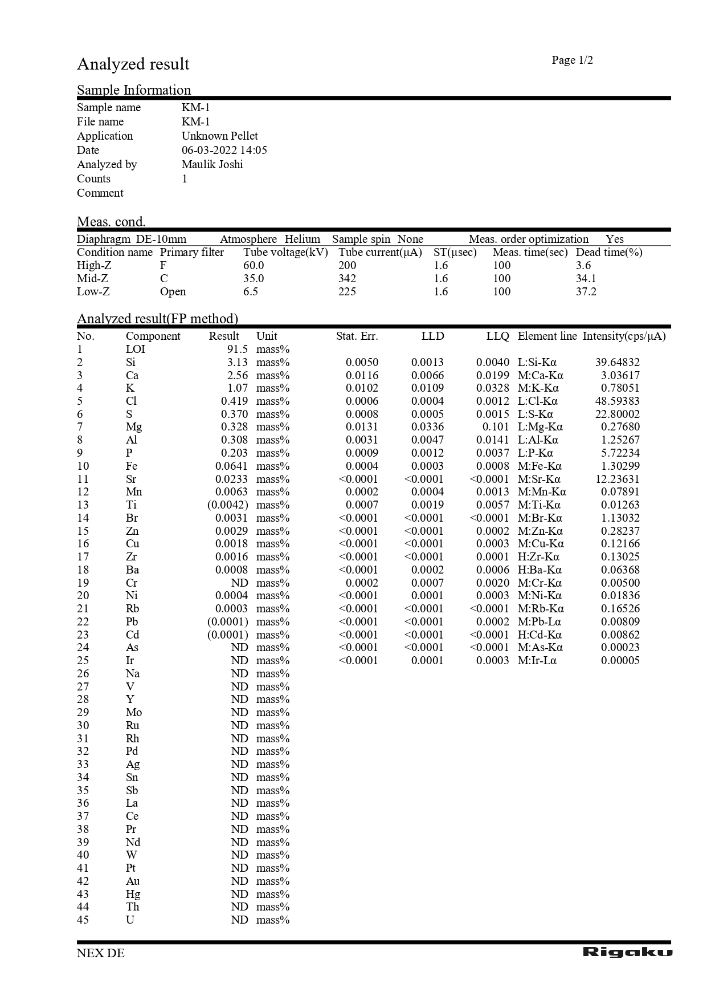 Analyzed result
Page 1/2
Sample Information
Sample name KM-1
File name KM-1
Application Unknown Pellet
Date 06-03-2022 14:05
Analyzed by Maulik Joshi
Counts 1
Comment
Meas. cond.
Diaphragm DE-10mm Atmosphere Helium Sample spin None Meas. order optimization Yes
Condition name Primary filter Tube voltage(kV) Tube current(μA) ST(μsec) Meas. time(sec) Dead time(%)
High-Z F 60.0 200 1.6 100 3.6
Mid-Z C 35.0 342 1.6 100 34.1
Low-Z Open 6.5 225 1.6 100 37.2
Analyzed result(FP method)
No. Component Result Unit Stat. Err. LLD LLQ Element line Intensity(cps/μA)
1 LOI 91.5 mass%
2 Si 3.13 mass% 0.0050 0.0013 0.0040 L:Si-Kα 39.64832
3 Ca 2.56 mass% 0.0116 0.0066 0.0199 M:Ca-Kα 3.03617
4 K 1.07 mass% 0.0102 0.0109 0.0328 M:K-Kα 0.78051
5 Cl 0.419 mass% 0.0006 0.0004 0.0012 L:Cl-Kα 48.59383
6 S 0.370 mass% 0.0008 0.0005 0.0015 L:S-Kα 22.80002
7 Mg 0.328 mass% 0.0131 0.0336 0.101 L:Mg-Kα 0.27680
8 Al 0.308 mass% 0.0031 0.0047 0.0141 L:Al-Kα 1.25267
9 P 0.203 mass% 0.0009 0.0012 0.0037 L:P-Kα 5.72234
10 Fe 0.0641 mass% 0.0004 0.0003 0.0008 M:Fe-Kα 1.30299
11 Sr 0.0233 mass% <0.0001 <0.0001 <0.0001 M:Sr-Kα 12.23631
12 Mn 0.0063 mass% 0.0002 0.0004 0.0013 M:Mn-Kα 0.07891
13 Ti (0.0042) mass% 0.0007 0.0019 0.0057 M:Ti-Kα 0.01263
14 Br 0.0031 mass% <0.0001 <0.0001 <0.0001 M:Br-Kα 1.13032
15 Zn 0.0029 mass% <0.0001 <0.0001 0.0002 M:Zn-Kα 0.28237
16 Cu 0.0018 mass% <0.0001 <0.0001 0.0003 M:Cu-Kα 0.12166
17 Zr 0.0016 mass% <0.0001 <0.0001 0.0001 H:Zr-Kα 0.13025
18 Ba 0.0008 mass% <0.0001 0.0002 0.0006 H:Ba-Kα 0.06368
19 Cr ND mass% 0.0002 0.0007 0.0020 M:Cr-Kα 0.00500
20 Ni 0.0004 mass% <0.0001 0.0001 0.0003 M:Ni-Kα 0.01836
21 Rb 0.0003 mass% <0.0001 <0.0001 <0.0001 M:Rb-Kα 0.16526
22 Pb (0.0001) mass% <0.0001 <0.0001 0.0002 M:Pb-Lα 0.00809
23 Cd (0.0001) mass% <0.0001 <0.0001 <0.0001 H:Cd-Kα 0.00862
24 As ND mass% <0.0001 <0.0001 <0.0001 M:As-Kα 0.00023
25 Ir ND mass% <0.0001 0.0001 0.0003 M:Ir-Lα 0.00005
26 Na ND mass%
27 V ND mass%
28 Y ND mass%
29 Mo ND mass%
30 Ru ND mass%
31 Rh ND mass%
32 Pd ND mass%
33 Ag ND mass%
34 Sn ND mass%
35 Sb ND mass%
36 La ND mass%
37 Ce ND mass%
38 Pr ND mass%
39 Nd ND mass%
40 W ND mass%
41 Pt ND mass%
42 Au ND mass%
43 Hg ND mass%
44 Th ND mass%
45 U ND mass%
NEX DE
Rigaku